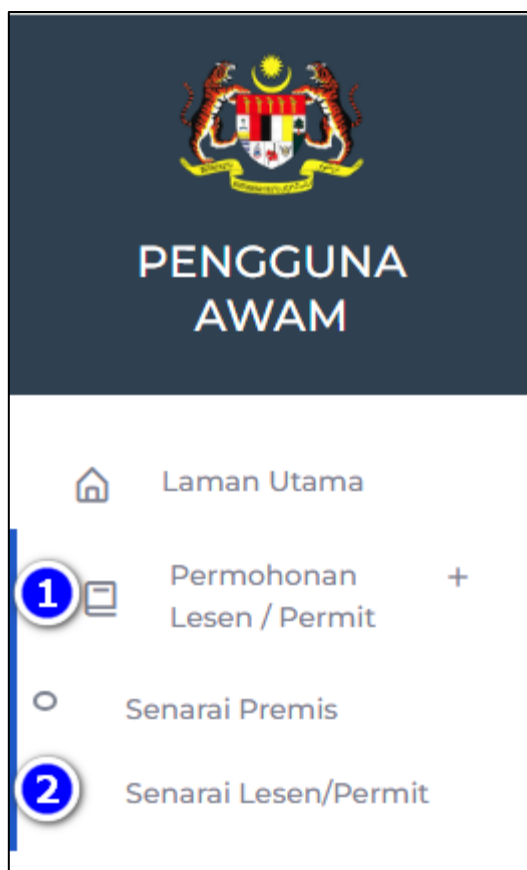 PENGGUNA
AWAM
Laman Utama
1
Permohonan +
Lesen / Permit
Senarai Premis
2
Senarai Lesen/Permit